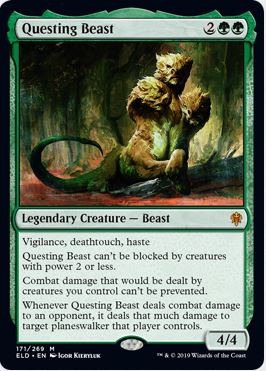 Questing Beast 2
Legendary Creature — Beast
Vigilance, deathtouch, haste
Questing Beast can't be blocked by creatures
with power 2 or less.
Combat damage that would be dealt by
creatures you control can't be prevented.
Whenever Questing Beast deals combat
damage to an opponent, it deals that much damage to
target planeswalker that player controls.
4/4
171/269 M
ELD • EN IGOR KIERYLUK
™ & © 2019 Wizards of the Coast